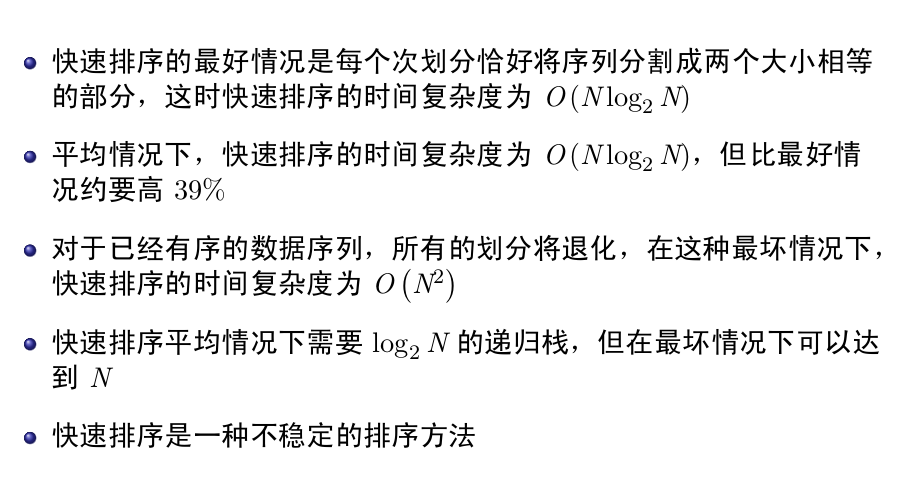 快速排序的最好情况是每个次划分恰好将序列分割成两个大小相等
的部分，这时快速排序的时间复杂度为 O(N log₂ N)
平均情况下，快速排序的时间复杂度为 O(N log₂ N)，但比最好情
况约要高 39%
对于已经有序的数据序列，所有的划分将退化，在这种最坏情况下，
快速排序的时间复杂度为 O(N²)
快速排序平均情况下需要 log₂ N 的递归栈，但在最坏情况下可以达
到 N
快速排序是一种不稳定的排序方法